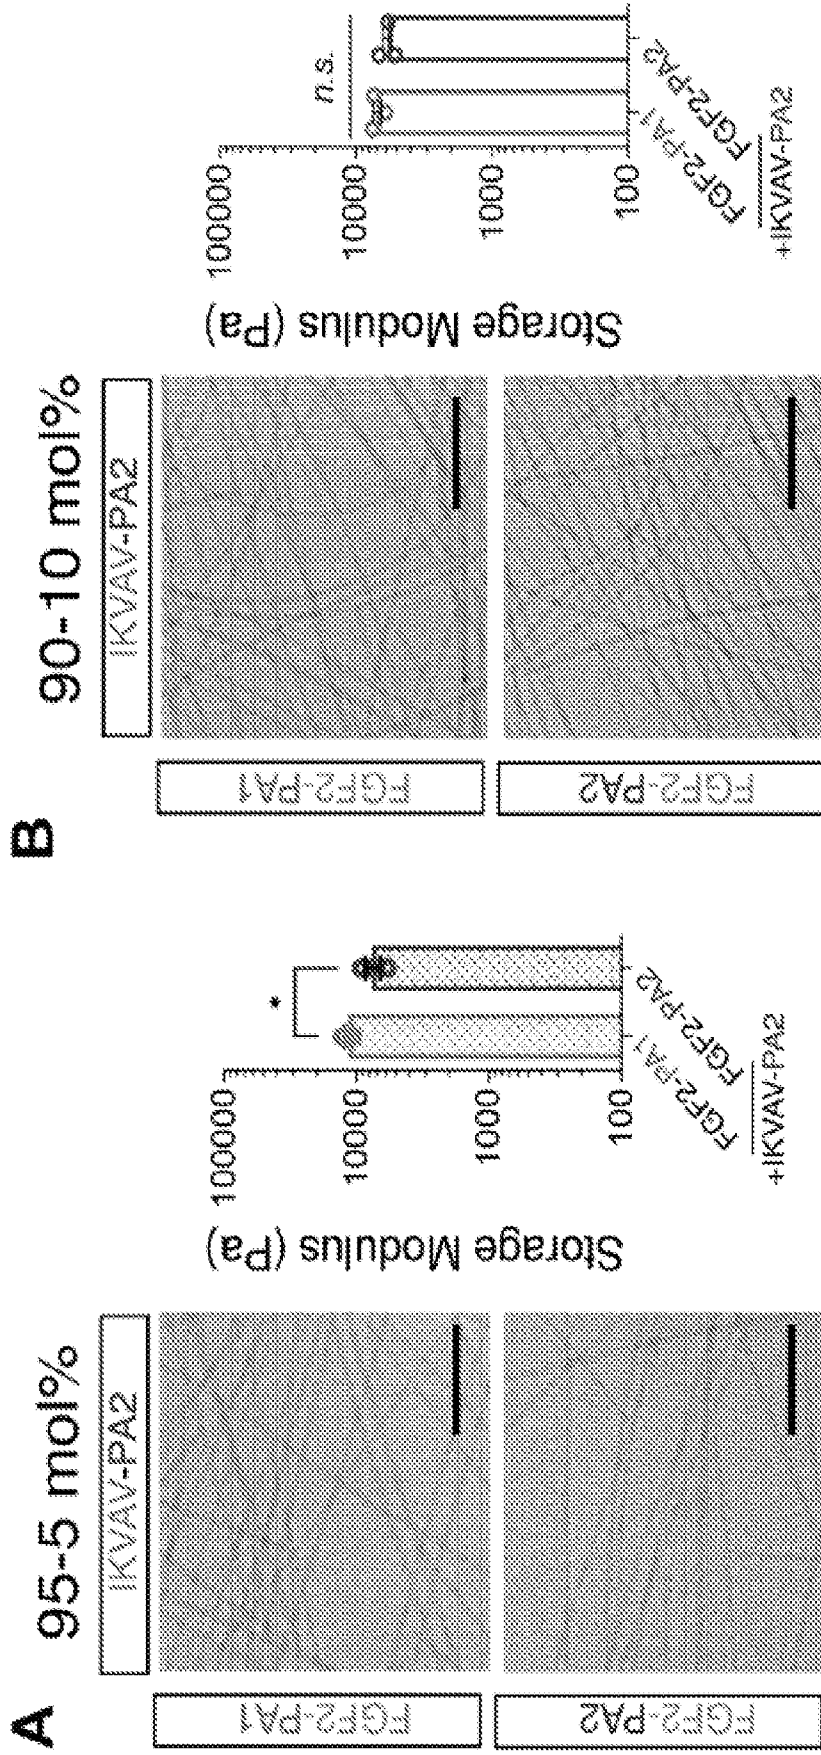 A
95-5 mol%
IKVAV-PA2
FGF2-PA1
FGF2-PA2
Storage Modulus (Pa)
100000
10000
1000
100
*
FGF2-PA1
FGF2-PA2
+IKVAV-PA2
B
90-10 mol%
IKVAV-PA2
FGF2-PA1
FGF2-PA2
Storage Modulus (Pa)
100000
10000
1000
100
n.s.
FGF2-PA1
FGF2-PA2
+IKVAV-PA2